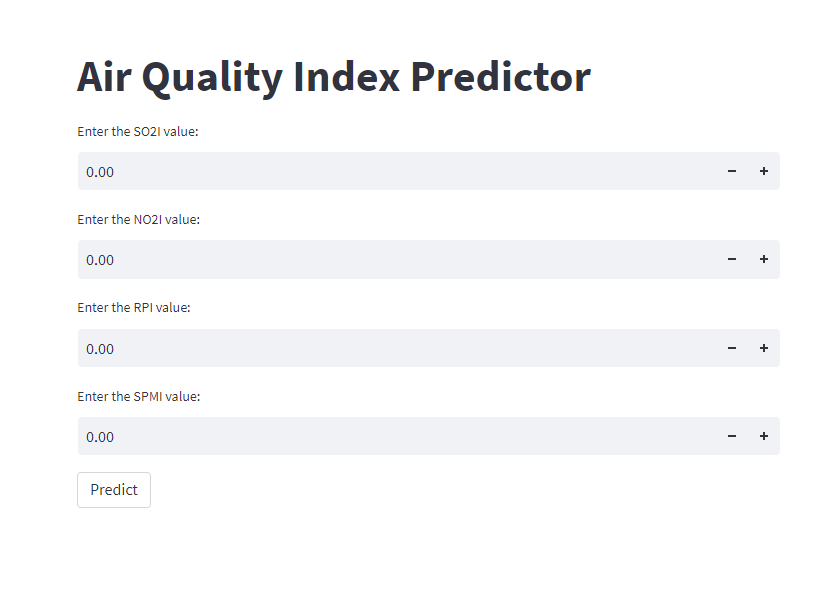 Air Quality Index Predictor
Enter the SO2I value:
0.00
Enter the NO2I value:
0.00
Enter the RPI value:
0.00
Enter the SPMI value:
0.00
Predict